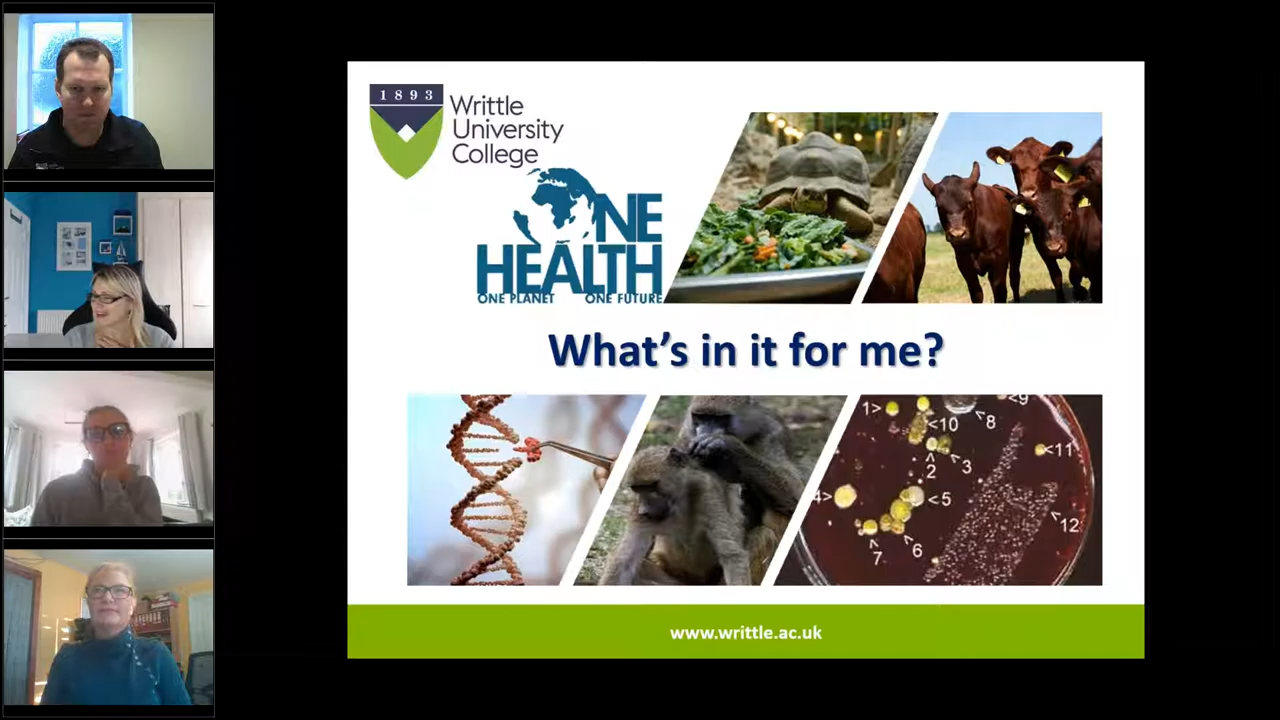 1893
Writtle
University
College
ONE
HEALTH
ONE PLANET ONE FUTURE
What's in it for me?
1>
<9
<10
8
2
3
<11
4>
<5
12
7
6
www.writtle.ac.uk